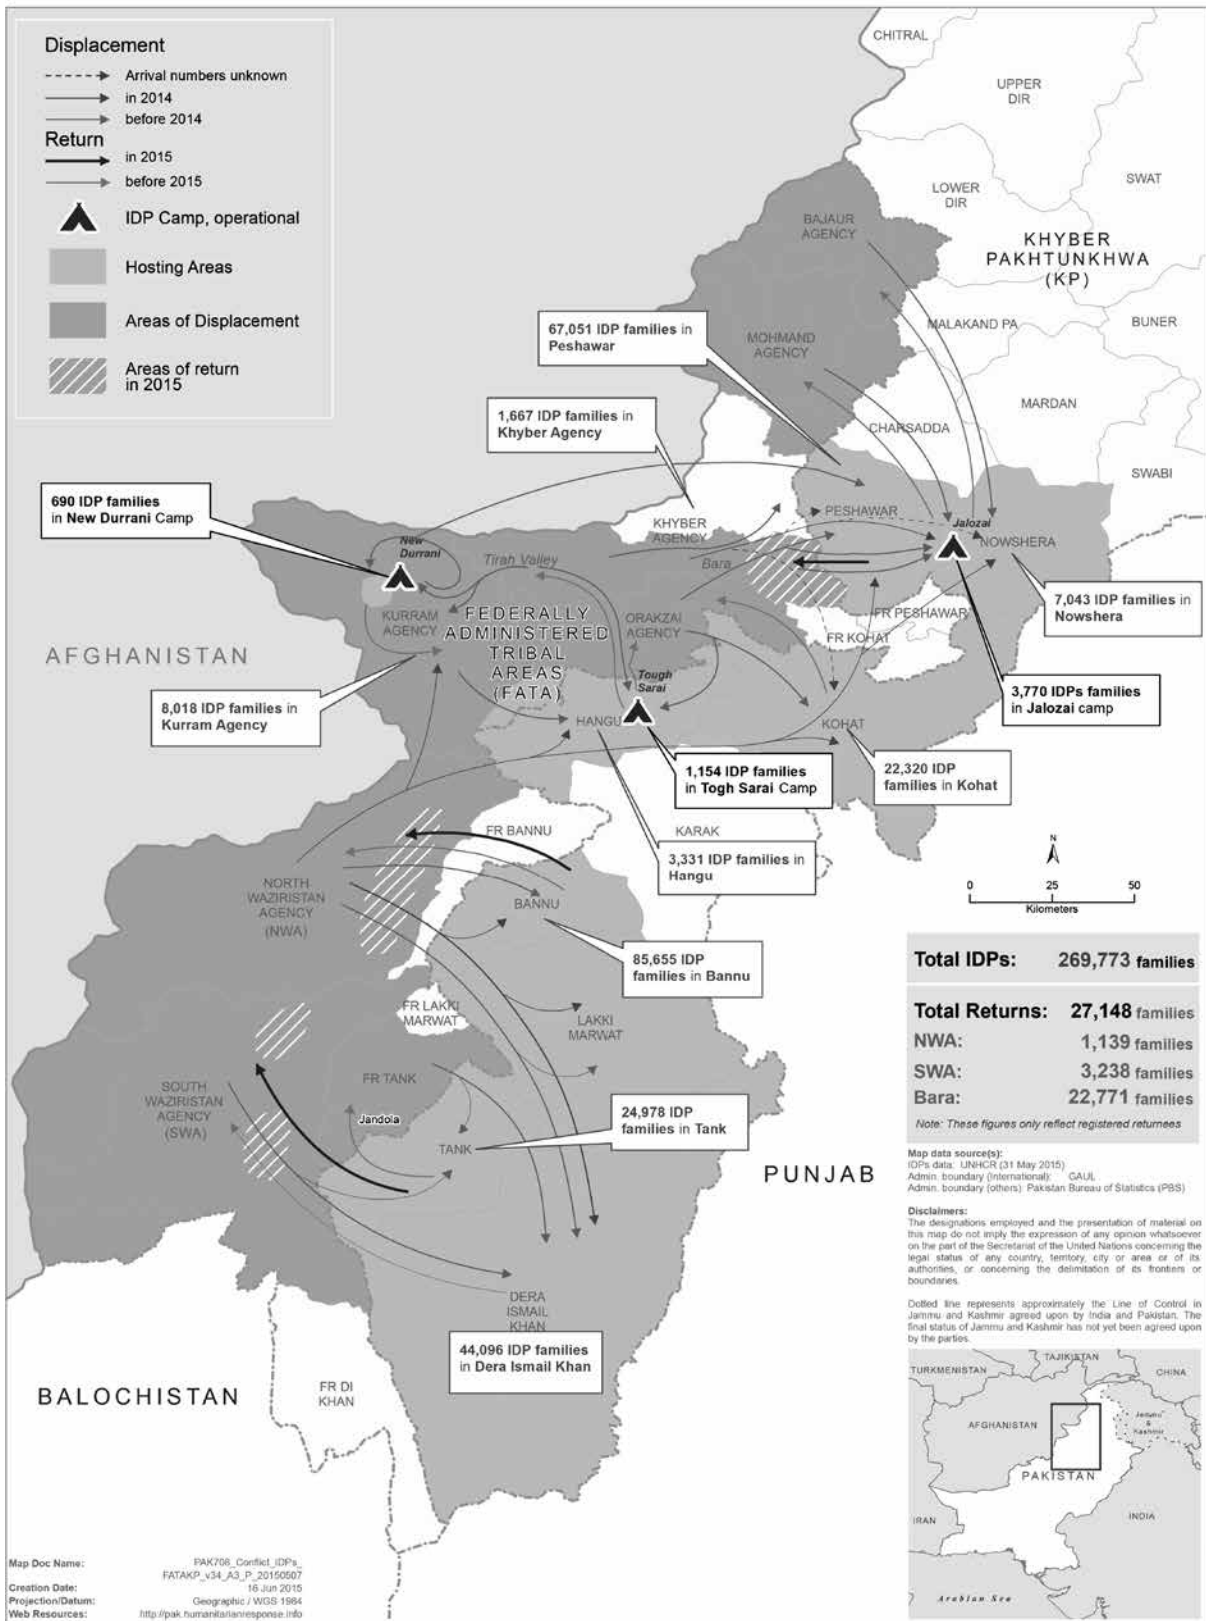 Displacement
Arrival numbers unknown
in 2014
before 2014
Return
in 2015
before 2015
IDP Camp, operational
Hosting Areas
Areas of Displacement
Areas of return
in 2015
CHITRAL
UPPER
DIR
SWAT
LOWER
DIR
BAJAUR
AGENCY
KHYBER
PAKHTUNKHWA
(KP)
MALAKAND PA
BUNER
67,051 IDP families in
Peshawar
MOHMAND
AGENCY
MARDAN
1,667 IDP families in
Khyber Agency
CHARSADDA
SWABI
690 IDP families
in New Durrani Camp
KHYBER
AGENCY
PESHAWAR
Jalozai
NOWSHERA
New
Durrani
Tirah Valley
Bara
7,043 IDP families in
Nowshera
KURRAM
AGENCY
FEDERALLY
ADMINISTERED
TRIBAL
AREAS
(FATA)
ORAKZAI
AGENCY
FR PESHAWAR
FR KOHAT
AFGHANISTAN
Tough
Sarai
8,018 IDP families in
Kurram Agency
3,770 IDPs families
in Jalozai camp
HANGU
KOHAT
1,154 IDP families
in Togh Sarai Camp
22,320 IDP
families in Kohat
FR BANNU
KARAK
3,331 IDP families in
Hangu
N
0 25 50
Kilometers
NORTH
WAZIRISTAN
AGENCY
(NWA)
BANNU
85,655 IDP
families in Bannu
Total IDPs: 269,773 families
Total Returns: 27,148 families
NWA: 1,139 families
SWA: 3,238 families
Bara: 22,771 families
Note: These figures only reflect registered returnees
FR LAKKI
MARWAT
LAKKI
MARWAT
SOUTH
WAZIRISTAN
AGENCY
(SWA)
FR TANK
Jandola
24,978 IDP
families in Tank
TANK
PUNJAB
Map data source(s):
IDPs data: UNHCR (31 May 2015)
Admin. boundary (International): GAUL
Admin. boundary (others) Pakistan Bureau of Statistics (PBS)
Disclaimers:
The designations employed and the presentation of material on
this map do not imply the expression of any opinion whatsoever
on the part of the Secretariat of the United Nations concerning the
legal status of any country, territory, city or area or of its
authorities, or concerning the delimitation of its frontiers or
boundaries.
Dotted line represents approximately the Line of Control in
Jammu and Kashmir agreed upon by India and Pakistan. The
final status of Jammu and Kashmir has not yet been agreed upon
by the parties.
DERA
ISMAIL
KHAN
44,096 IDP families
in Dera Ismail Khan
BALOCHISTAN
FR DI
KHAN
TURKMENISTAN
TAJIKISTAN
CHINA
AFGHANISTAN
Jammu
&
Kashmir
PAKISTAN
IRAN
INDIA
Arabian Sea
Map Doc Name: PAK706_Conflict_IDPs_
FATAKP_v34_A3_P_20150507
Creation Date: 16 Jun 2015
Projection/Datum: Geographic / WGS 1984
Web Resources: http://pak.humanitarianresponse.info